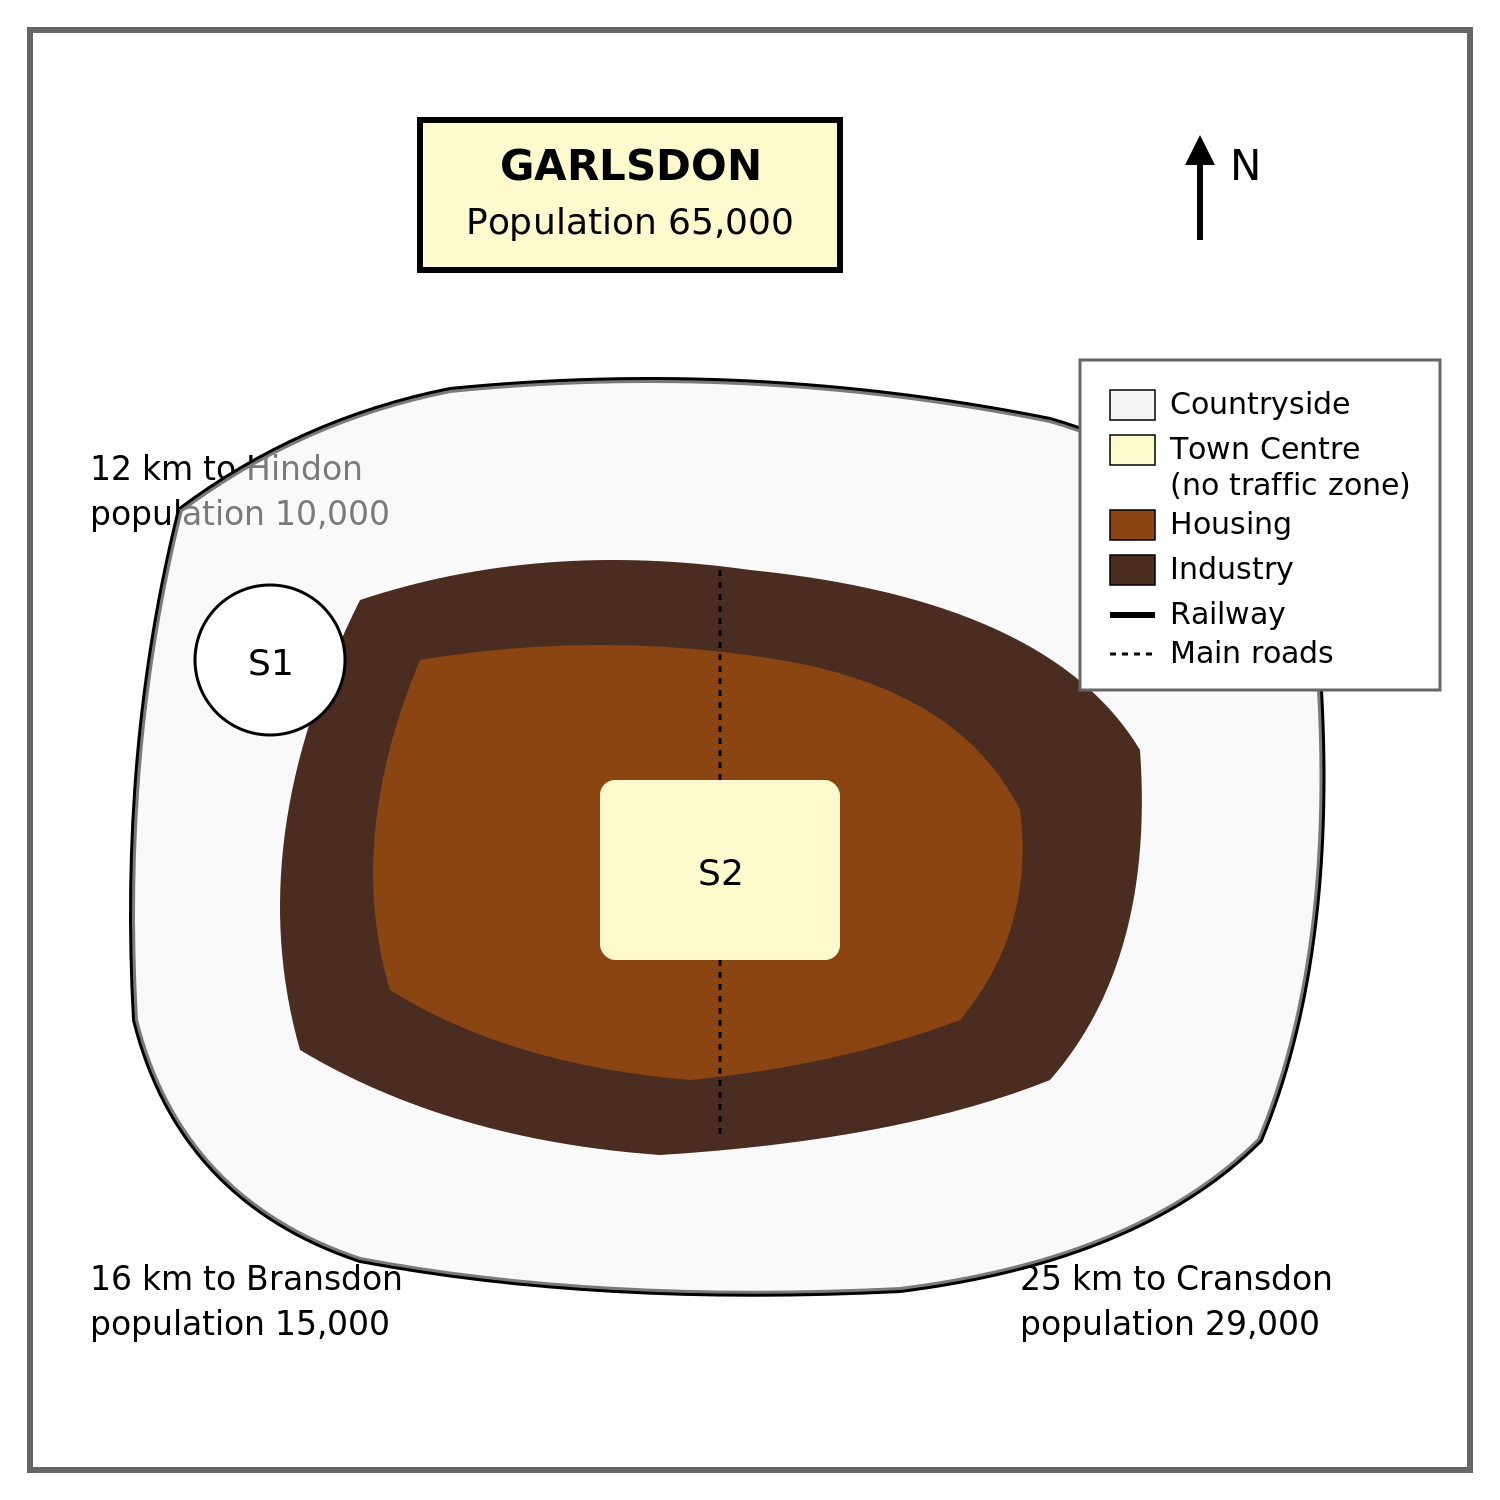 GARLSDON
Population 65,000
N
Countryside
Town Centre
(no traffic zone)
Housing
Industry
Railway
Main roads
12 km to Hindon
population 10,000
S1
S2
16 km to Bransdon
population 15,000
25 km to Cransdon
population 29,000